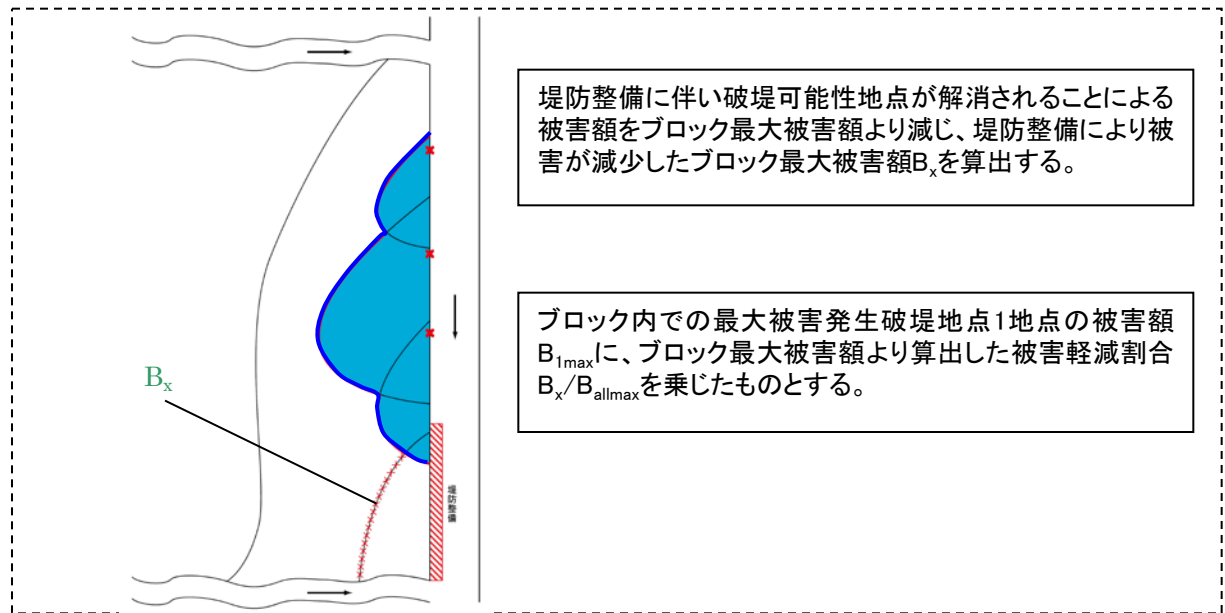 堤防整備に伴い破堤可能性地点が解消されることによる
被害額をブロック最大被害額より減じ、堤防整備により被
害が減少したブロック最大被害額Bxを算出する。
ブロック内での最大被害発生破堤地点1地点の被害額
B1maxに、ブロック最大被害額より算出した被害軽減割合
Bx/Ballmaxを乗じたものとする。
Bx
堤防整備